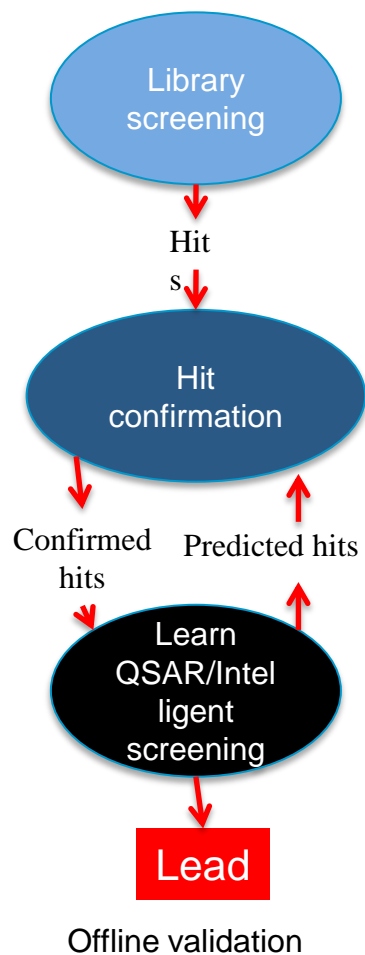 Library
screening
Hit
s
Hit
confirmation
Confirmed
hits
Predicted hits
Learn
QSAR/Intel
ligent
screening
Lead
Offline validation